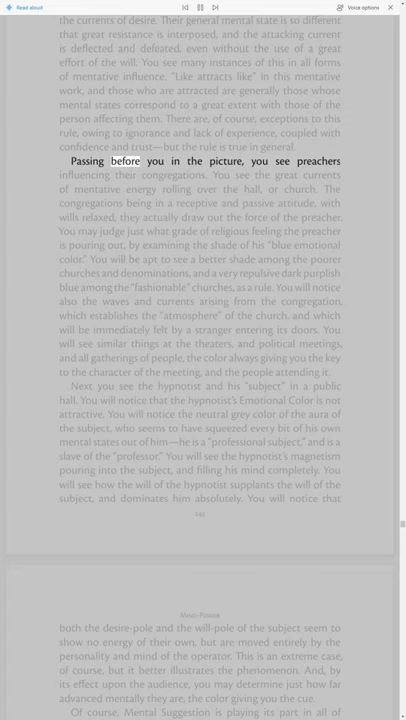 Read aloud
Voice options
the currents of desire. Their general mental state is so different
that great resistance is interposed, and the attacking current
is deflected and defeated, even without the use of a great
effort of the will. You see many instances of this in all forms
of mentative influence. "Like attracts like" in this mentative
work, and those who are attracted are generally those whose
mental states correspond to a great extent with those of the
person affecting them. There are, of course, exceptions to this
rule, owing to ignorance and lack of experience, coupled with
confidence and trust—but the rule is true in general.
Passing before you in the picture, you see preachers
influencing their congregations. You see the great currents
of mentative energy rolling over the hall, or church. The
congregations being in a receptive and passive attitude, with
wills relaxed, they actually draw out the force of the preacher.
You may judge just what grade of religious feeling the preacher
is pouring out, by examining the shade of his "blue emotional
color." You will be apt to see a better shade among the poorer
churches and denominations, and a very repulsive dark purplish
blue among the "fashionable" churches, as a rule. You will notice
also the waves and currents arising from the congregation,
which establishes the "atmosphere" of the church, and which
will be immediately felt by a stranger entering its doors. You
will see similar things at the theaters, and political meetings,
and all gatherings of people, the color always giving you the key
to the character of the meeting, and the people attending it.
Next you see the hypnotist and his "subject" in a public
hall. You will notice that the hypnotist's Emotional Color is not
attractive. You will notice the neutral grey color of the aura of
the subject, who seems to have squeezed every bit of his own
mental states out of him—he is a "professional subject," and is a
slave of the "professor." You will see the hypnotist's magnetism
pouring into the subject, and filling his mind completely. You
will see how the will of the hypnotist supplants the will of the
subject, and dominates him absolutely. You will notice that
Mind-Power
both the desire-pole and the will-pole of the subject seem to
show no energy of their own, but are moved entirely by the
personality and mind of the operator. This is an extreme case,
of course, but it better illustrates the phenomenon. And, by
its effect upon the audience, you may determine just how far
advanced mentally they are, the color giving you the cue.
Of course, Mental Suggestion is playing its part in all of